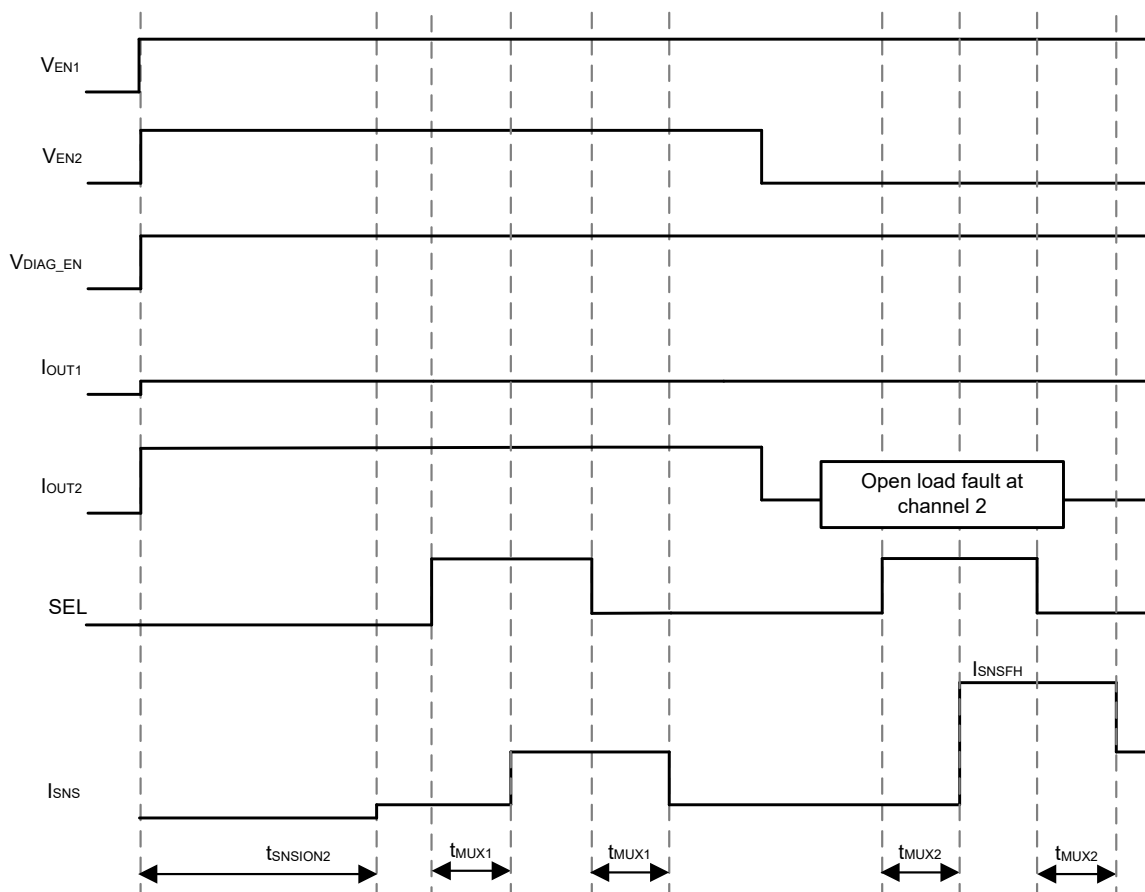 VEN1
VEN2
VDIAG_EN
IOUT1
IOUT2
Open load fault at
channel 2
SEL
ISNSFH
ISNS
tSNSION2
tMUX1
tMUX1
tMUX2
tMUX2